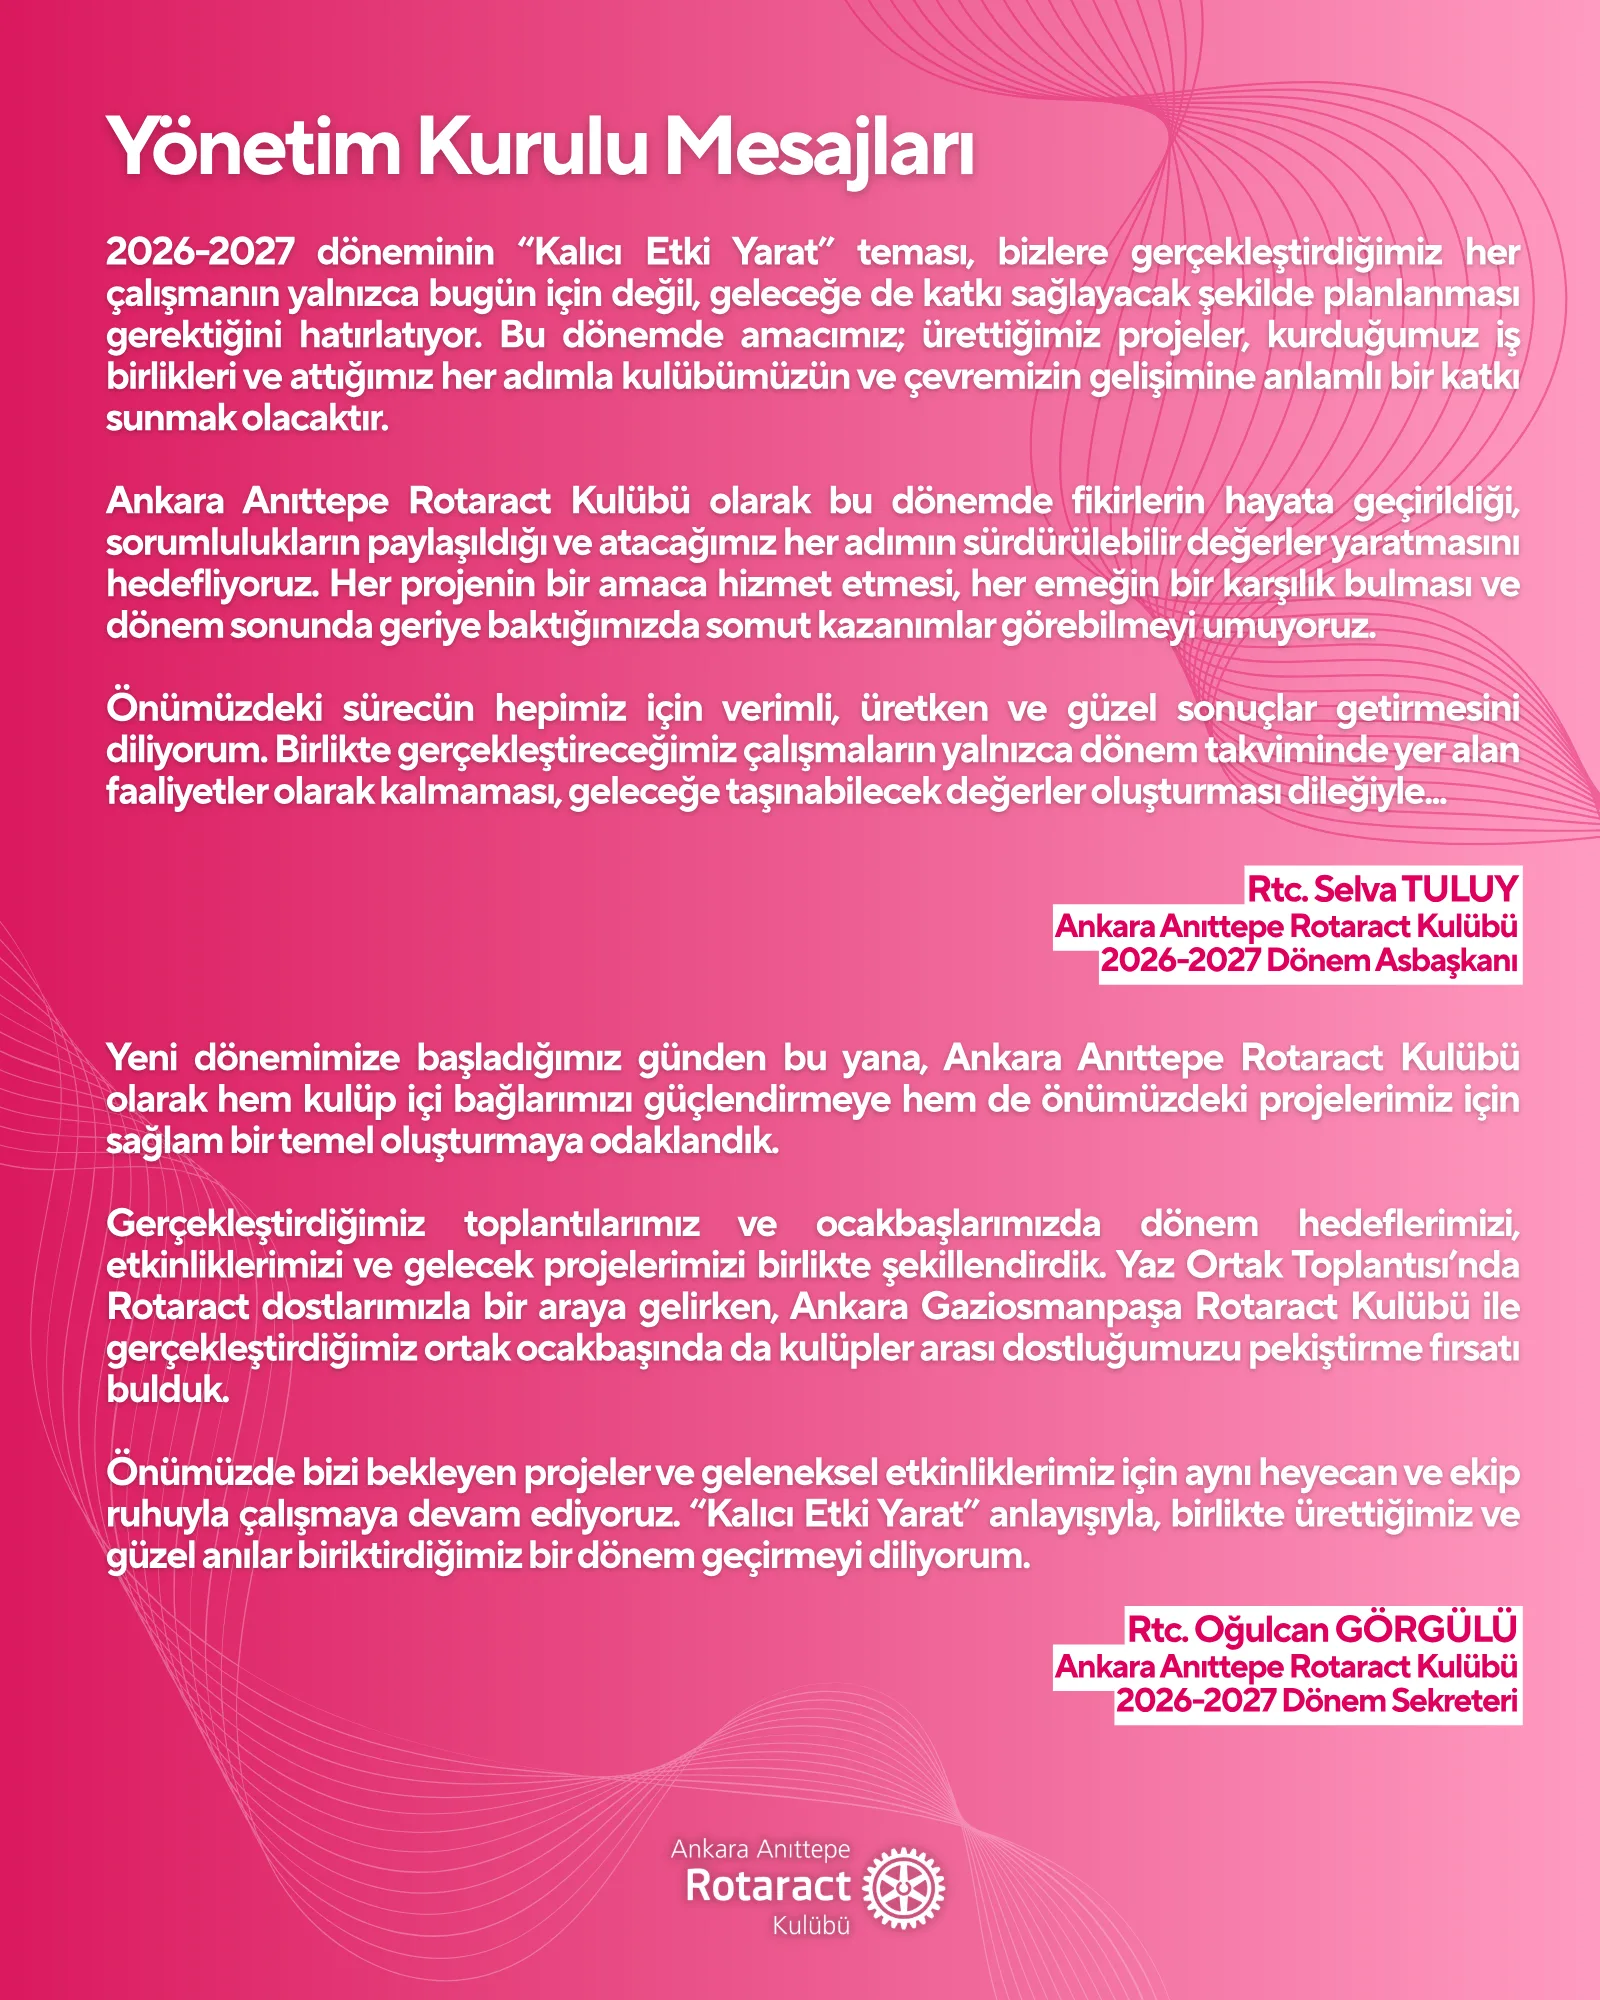 Yönetim Kurulu Mesajları
2026-2027 döneminin “Kalıcı Etki Yarat” teması, bizlere gerçekleştirdiğimiz her
çalışmanın yalnızca bugün için değil, geleceğe de katkı sağlayacak şekilde planlanması
gerektiğini hatırlatıyor. Bu dönemde amacımız; ürettiğimiz projeler, kurduğumuz iş
birlikleri ve attığımız her adımla kulübümüzün ve çevremizin gelişimine anlamlı bir katkı
sunmak olacaktır.
Ankara Anıttepe Rotaract Kulübü olarak bu dönemde fikirlerin hayata geçirildiği,
sorumlulukların paylaşıldığı ve atacağımız her adımın sürdürülebilir değerler yaratmasını
hedefliyoruz. Her projenin bir amaca hizmet etmesi, her emeğin bir karşılık bulması ve
dönem sonunda geriye baktığımızda somut kazanımlar görebilmeyi umuyoruz.
Önümüzdeki sürecün hepimiz için verimli, üretken ve güzel sonuçlar getirmesini
diliyorum. Birlikte gerçekleştireceğimiz çalışmaların yalnızca dönem takviminde yer alan
faaliyetler olarak kalmaması, geleceğe taşınabilecek değerler oluşturması dileğiyle...
Rtc. Selva TULUY
Ankara Anıttepe Rotaract Kulübü
2026-2027 Dönem Asbaşkanı
Yeni dönemimize başladığımız günden bu yana, Ankara Anıttepe Rotaract Kulübü
olarak hem kulüp içi bağlarımızı güçlendirmeye hem de önümüzdeki projelerimiz için
sağlam bir temel oluşturmaya odaklandık.
Gerçekleştirdiğimiz toplantılarımız ve ocakbaşlarımızda dönem hedeflerimizi,
etkinliklerimizi ve gelecek projelerimizi birlikte şekillendirdik. Yaz Ortak Toplantısı’nda
Rotaract dostlarımızla bir araya gelirken, Ankara Gaziosmanpaşa Rotaract Kulübü ile
gerçekleştirdiğimiz ortak ocakbaşında da kulüpler arası dostluğumuzu pekiştirme fırsatı
bulduk.
Önümüzde bizi bekleyen projeler ve geleneksel etkinliklerimiz için aynı heyecan ve ekip
ruhuyla çalışmaya devam ediyoruz. “Kalıcı Etki Yarat” anlayışıyla, birlikte ürettiğimiz ve
güzel anılar biriktirdiğimiz bir dönem geçirmeyi diliyorum.
Rtc. Oğulcan GÖRGÜLÜ
Ankara Anıttepe Rotaract Kulübü
2026-2027 Dönem Sekreteri
Ankara Anıttepe
Rotaract
Kulübü